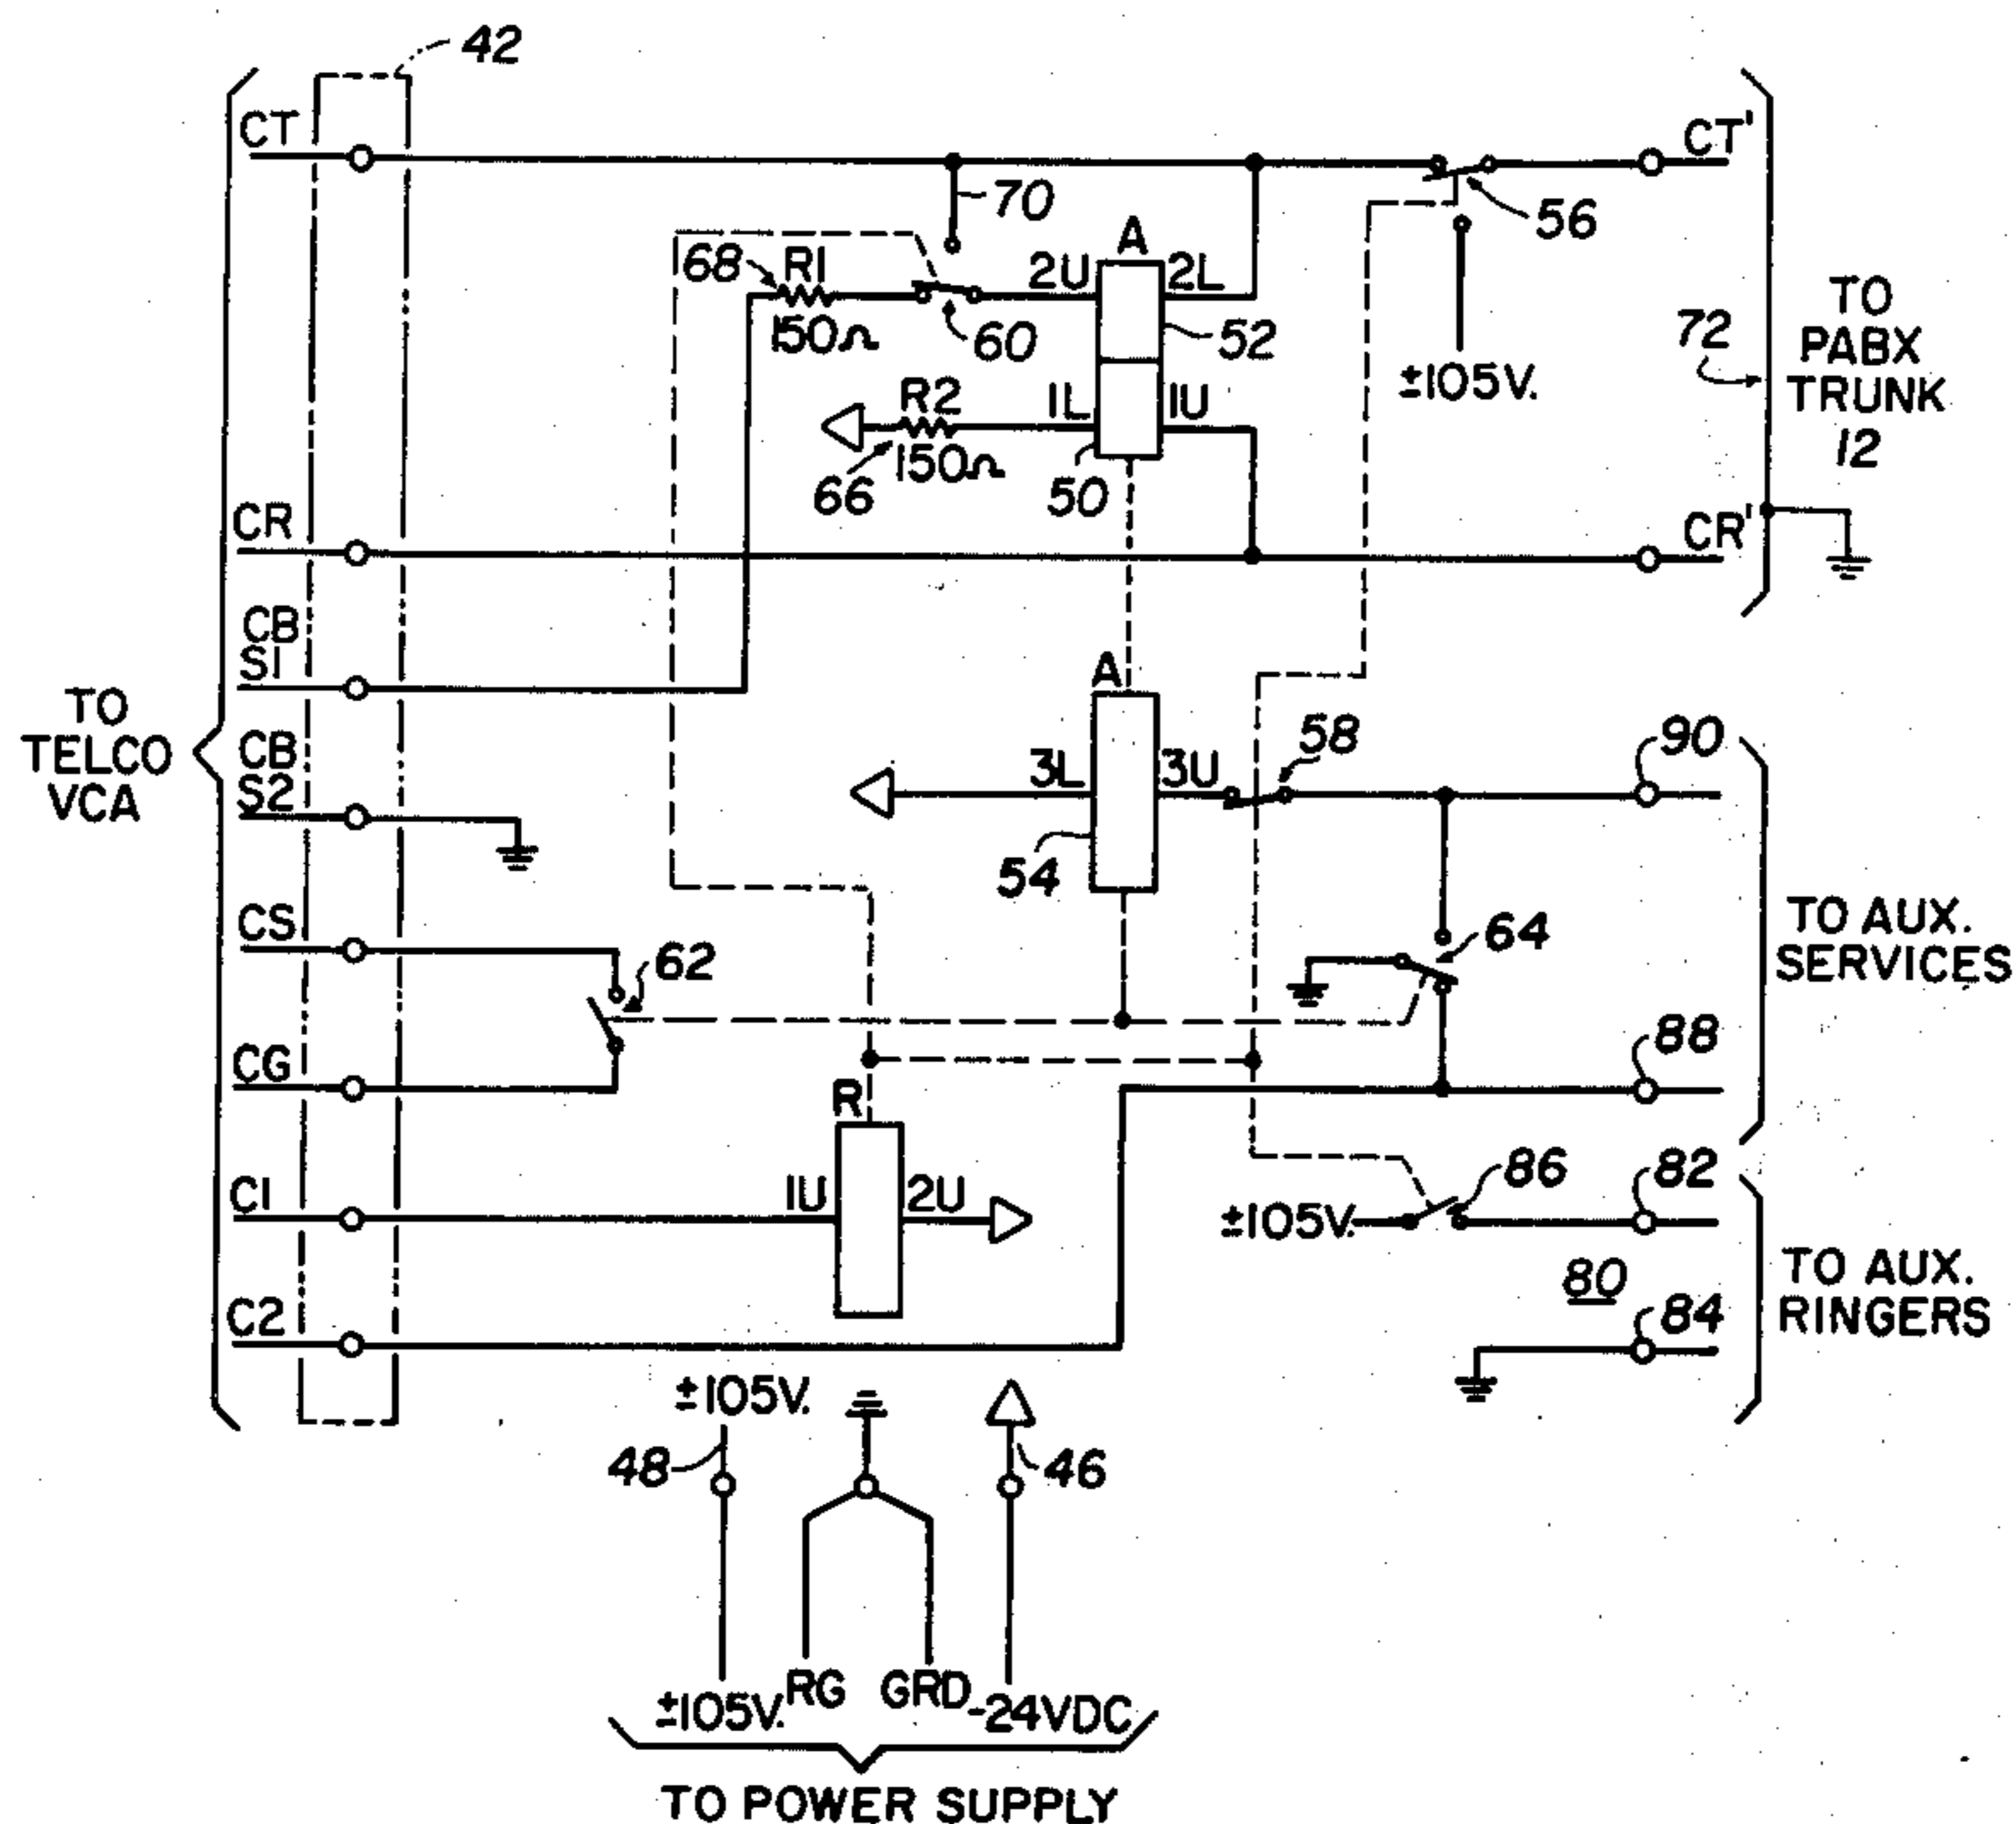 42
CT
CT'
70
56
A
68
R1
2U
2L
TO
PABX
TRUNK
12
72
150Ω
60
52
±105V.
R2
1L
1U
150Ω
66
50
CR
CR'
CB
S1
A
TO
TELCO
VCA
CB
S2
58
90
3L
3U
54
CS
62
64
TO AUX.
SERVICES
CG
88
R
C1
1U
2U
86
82
±105V.
80
TO AUX.
RINGERS
C2
84
±105V.
48
46
±105V.
RG
GRD
-24VDC
TO POWER SUPPLY